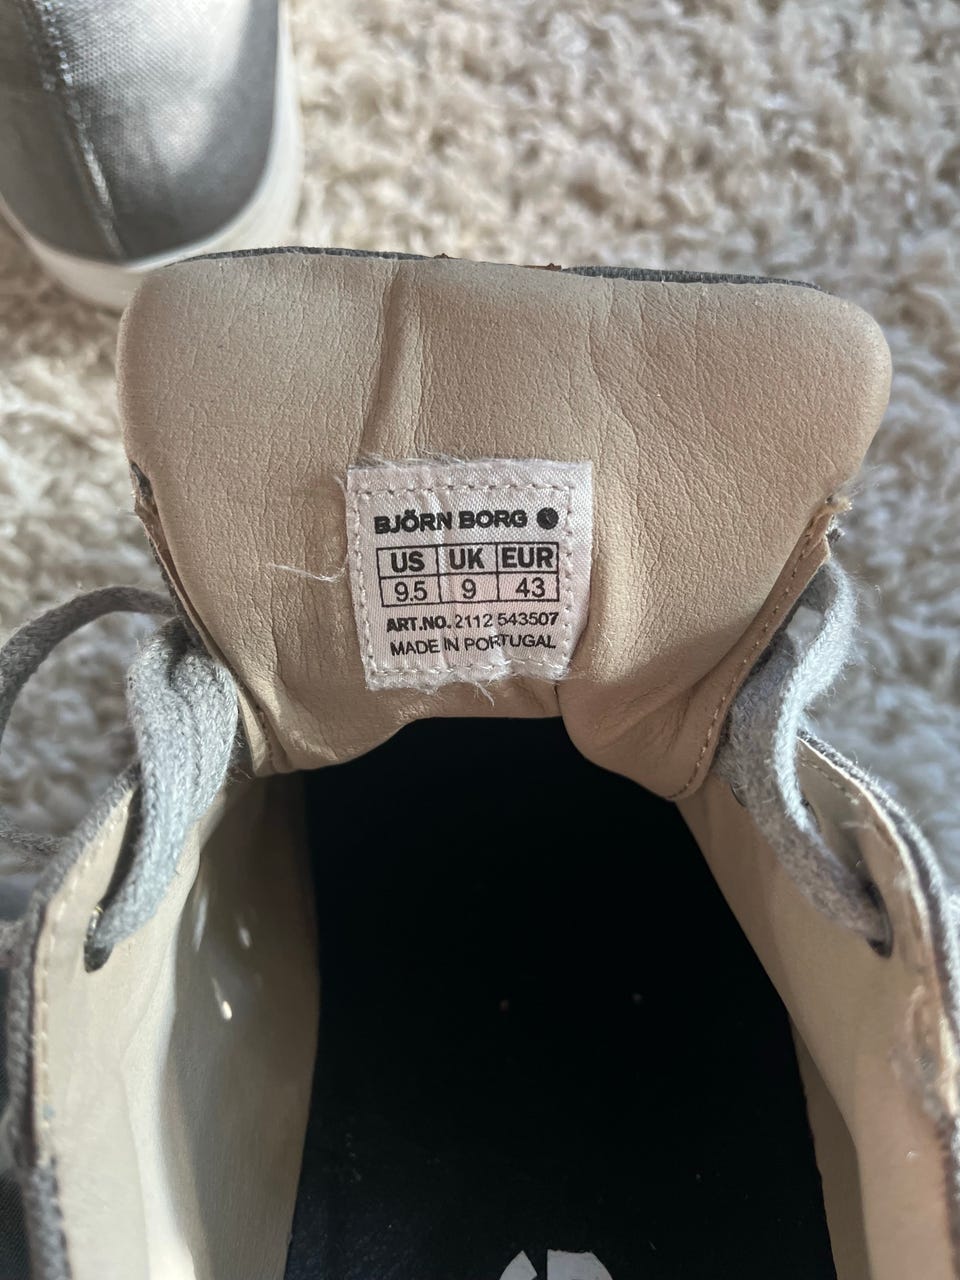 BJÖRN BORG
US UK EUR
9.5 9 43
ART.NO. 2112 543507
MADE IN PORTUGAL